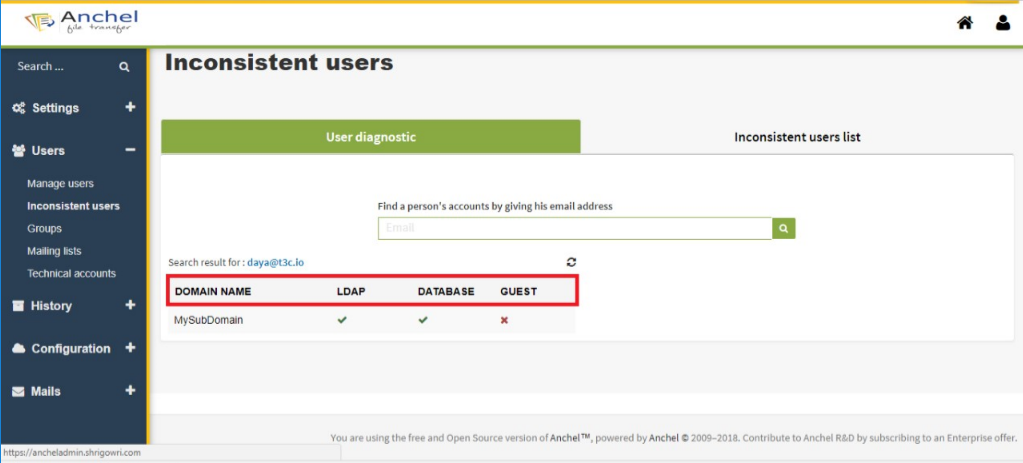 Anchel
file transfer
Search ...
Inconsistent users
Settings
User diagnostic
Inconsistent users list
Users
Manage users
Inconsistent users
Groups
Mailing lists
Technical accounts
Find a person's accounts by giving his email address
Email
Search result for : daya@t3c.io
DOMAIN NAME LDAP DATABASE GUEST
MySubDomain
History
Configuration
Mails
You are using the free and Open Source version of Anchel™, powered by Anchel © 2009–2018. Contribute to Anchel R&D by subscribing to an Enterprise offer.
https://ancheladmin.shrigowri.com